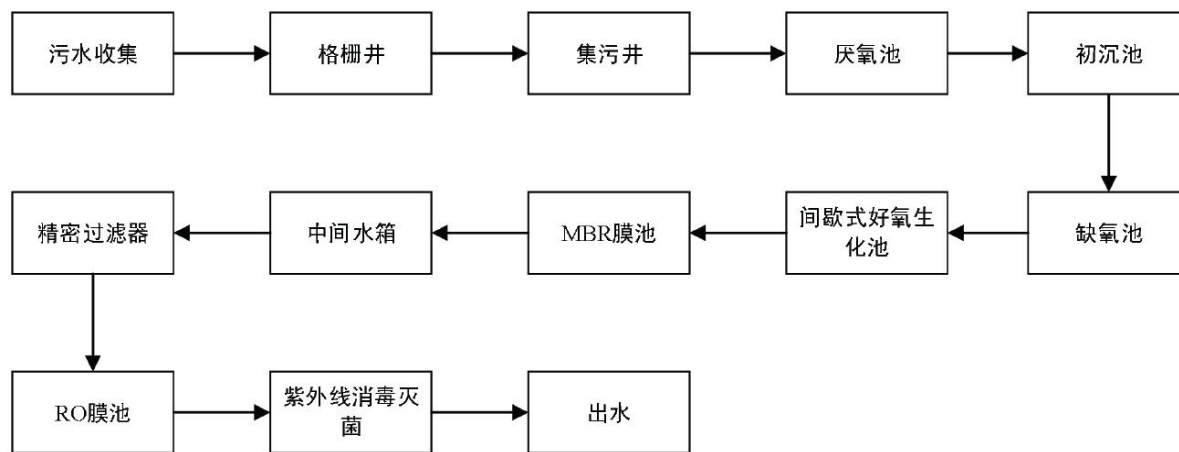 污水收集
格栅井
集污井
厌氧池
初沉池
缺氧池
间歇式好氧生
化池
MBR膜池
中间水箱
精密过滤器
RO膜池
紫外线消毒灭
菌
出水